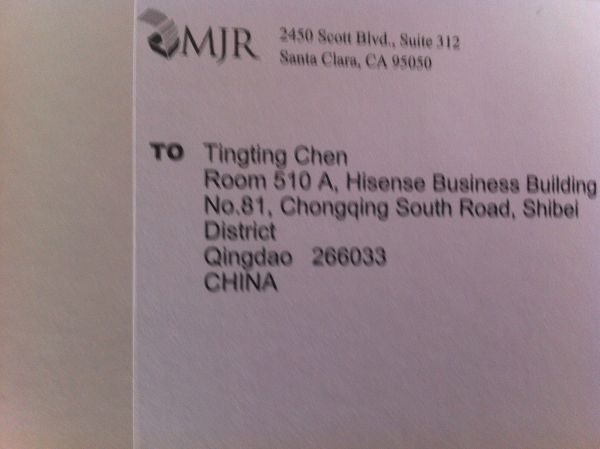 MJR
2450 Scott Blvd., Suite 312
Santa Clara, CA 95050
TO Tingting Chen
Room 510 A, Hisense Business Building
No.81, Chongqing South Road, Shibei
District
Qingdao 266033
CHINA